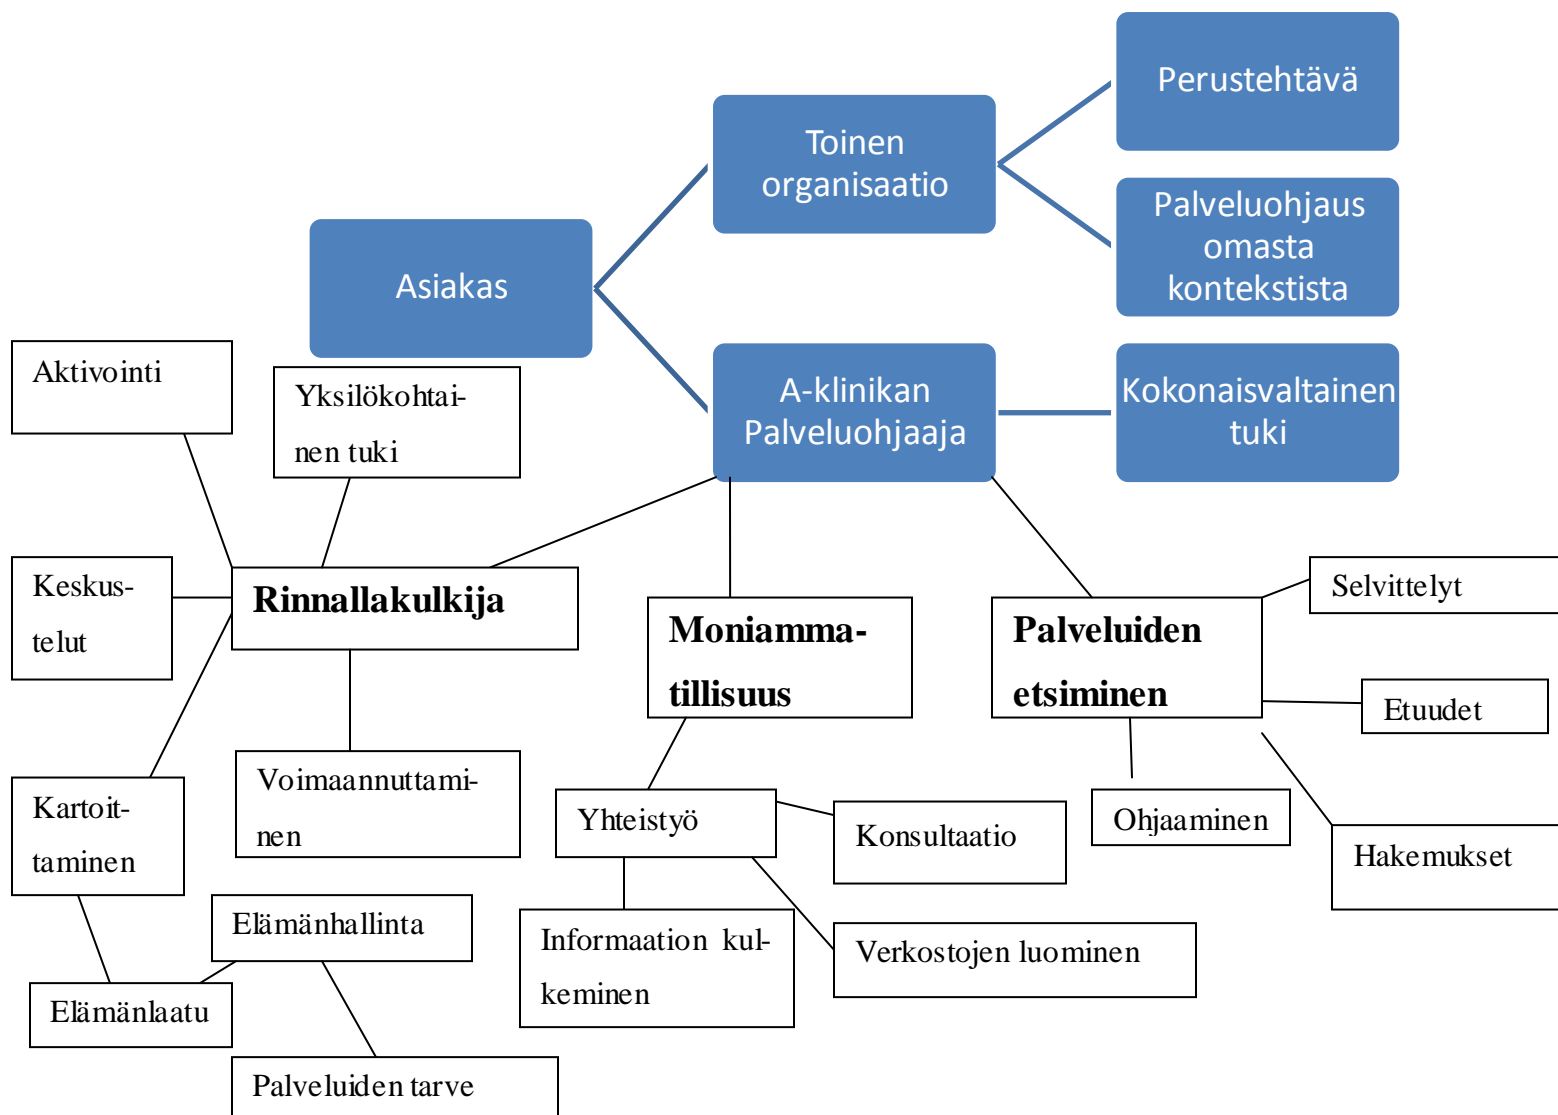 Perustehtävä
Toinen
organisaatio
Palveluohjaus
omasta
kontekstista
Asiakas
A-klinikan
Palveluohjaaja
Kokonaisvaltainen
tuki
Aktivointi
Yksilökohtai-
nen tuki
Keskus-
telut
Rinnallakulkija
Moniamma-
tillisuus
Palveluiden
etsiminen
Selvittelyt
Etuudet
Kartoit-
taminen
Voimaannuttami-
nen
Yhteistyö
Konsultaatio
Ohjaaminen
Hakemukset
Elämänhallinta
Informaation kul-
keminen
Verkostojen luominen
Elämänlaatu
Palveluiden tarve